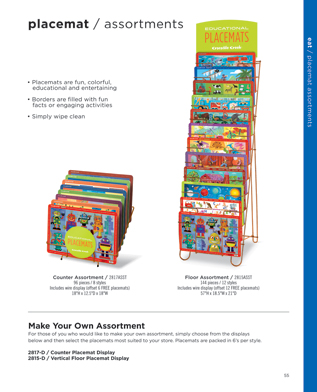 placemat / assortments
• Placemats are fun, colorful,
educational and entertaining
• Borders are filled with fun
facts or engaging activities
• Simply wipe clean
EDUCATIONAL
PLACEMATS
Crocodile Creek
eat / placemat assortments
PLACEMATS
Counter Assortment / 2817ASST
96 pieces / 8 styles
Includes wire display (offset 6 FREE placemats)
Floor Assortment / 2815ASST
144 pieces / 12 styles
Includes wire display (offset 12 FREE placemats)
57"H x 18.5"W x 21"D
Make Your Own Assortment
For those of you who would like to make your own assortment, simply choose from the displays
below and then select the placemats most suited to your store. Placemats are packed in 6's per style.
2817-D / Counter Placemat Display
2815-D / Vertical Floor Placemat Display
55